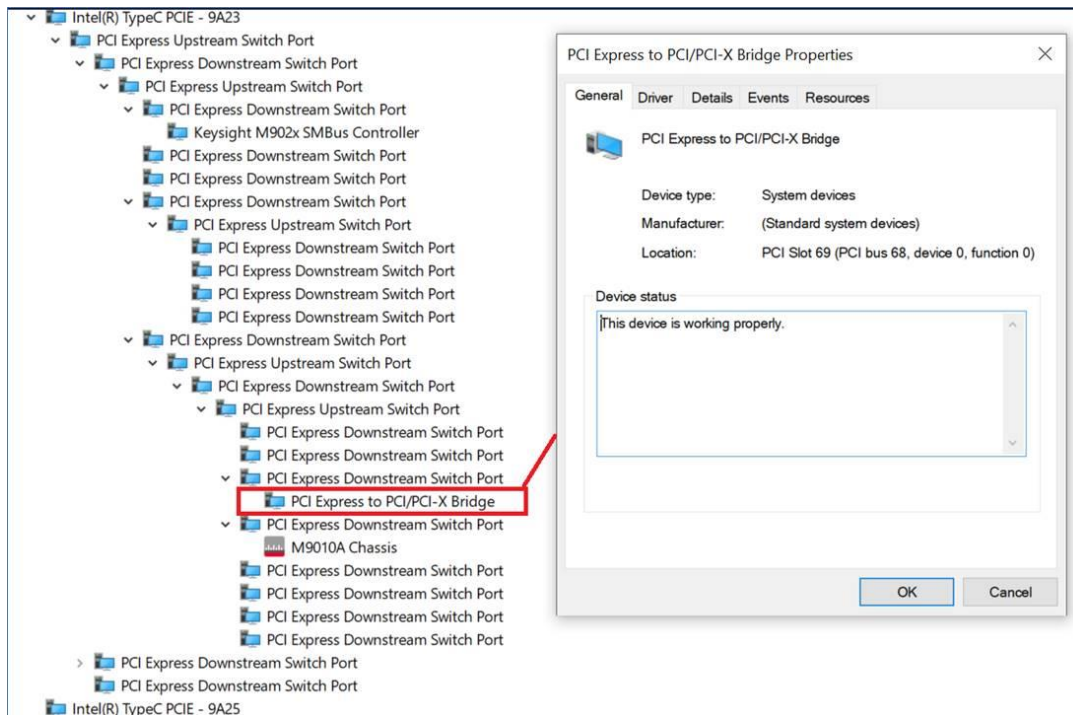 Intel(R) TypeC PCIE - 9A23
PCI Express Upstream Switch Port
PCI Express Downstream Switch Port
PCI Express Upstream Switch Port
PCI Express Downstream Switch Port
Keysight M902x SMBus Controller
PCI Express Downstream Switch Port
PCI Express Downstream Switch Port
PCI Express Downstream Switch Port
PCI Express Upstream Switch Port
PCI Express Downstream Switch Port
PCI Express Downstream Switch Port
PCI Express Downstream Switch Port
PCI Express Downstream Switch Port
PCI Express Downstream Switch Port
PCI Express Upstream Switch Port
PCI Express Downstream Switch Port
PCI Express Upstream Switch Port
PCI Express Downstream Switch Port
PCI Express Downstream Switch Port
PCI Express Downstream Switch Port
PCI Express to PCI/PCI-X Bridge
PCI Express Downstream Switch Port
M9010A Chassis
PCI Express Downstream Switch Port
PCI Express Downstream Switch Port
PCI Express Downstream Switch Port
PCI Express Downstream Switch Port
PCI Express Downstream Switch Port
PCI Express Downstream Switch Port
Intel(R) TypeC PCIE - 9A25
PCI Express to PCI/PCI-X Bridge Properties
General Driver Details Events Resources
PCI Express to PCI/PCI-X Bridge
Device type: System devices
Manufacturer: (Standard system devices)
Location: PCI Slot 69 (PCI bus 68, device 0, function 0)
Device status
This device is working properly.
OK Cancel